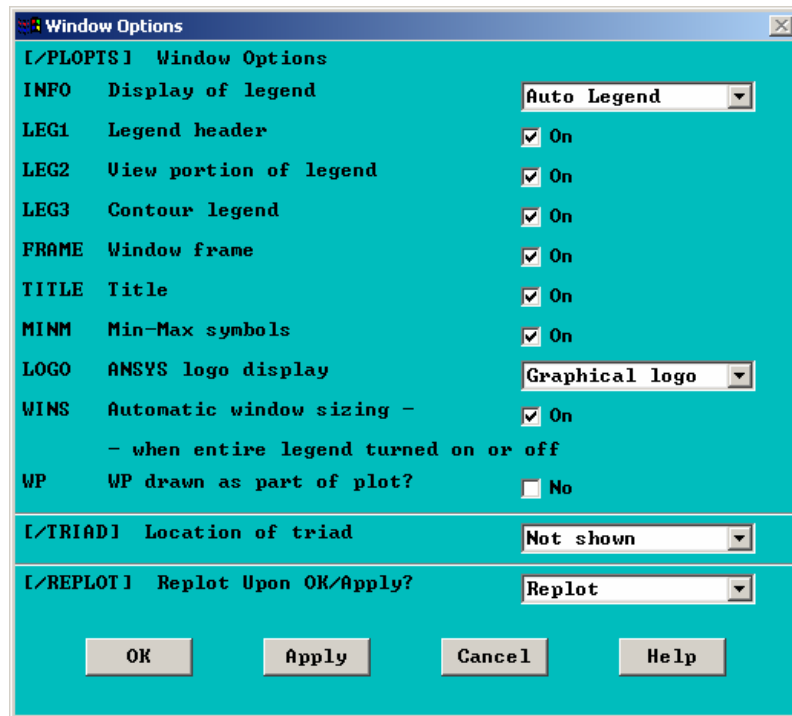 Window Options
[/PLOPTS] Window Options
INFO Display of legend Auto Legend
LEG1 Legend header On
LEG2 View portion of legend On
LEG3 Contour legend On
FRAME Window frame On
TITLE Title On
MINM Min-Max symbols On
LOGO ANSYS logo display Graphical logo
WINS Automatic window sizing - On
- when entire legend turned on or off
WP WP drawn as part of plot? No
[/TRIAD] Location of triad Not shown
[/REPLOT] Replot Upon OK/Apply? Replot
OK Apply Cancel Help